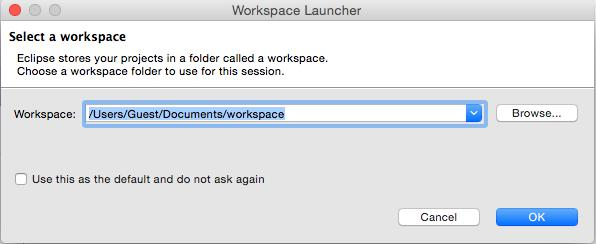 Workspace Launcher
Select a workspace
Eclipse stores your projects in a folder called a workspace.
Choose a workspace folder to use for this session.
Workspace: /Users/Guest/Documents/workspace Browse...
Use this as the default and do not ask again
Cancel OK